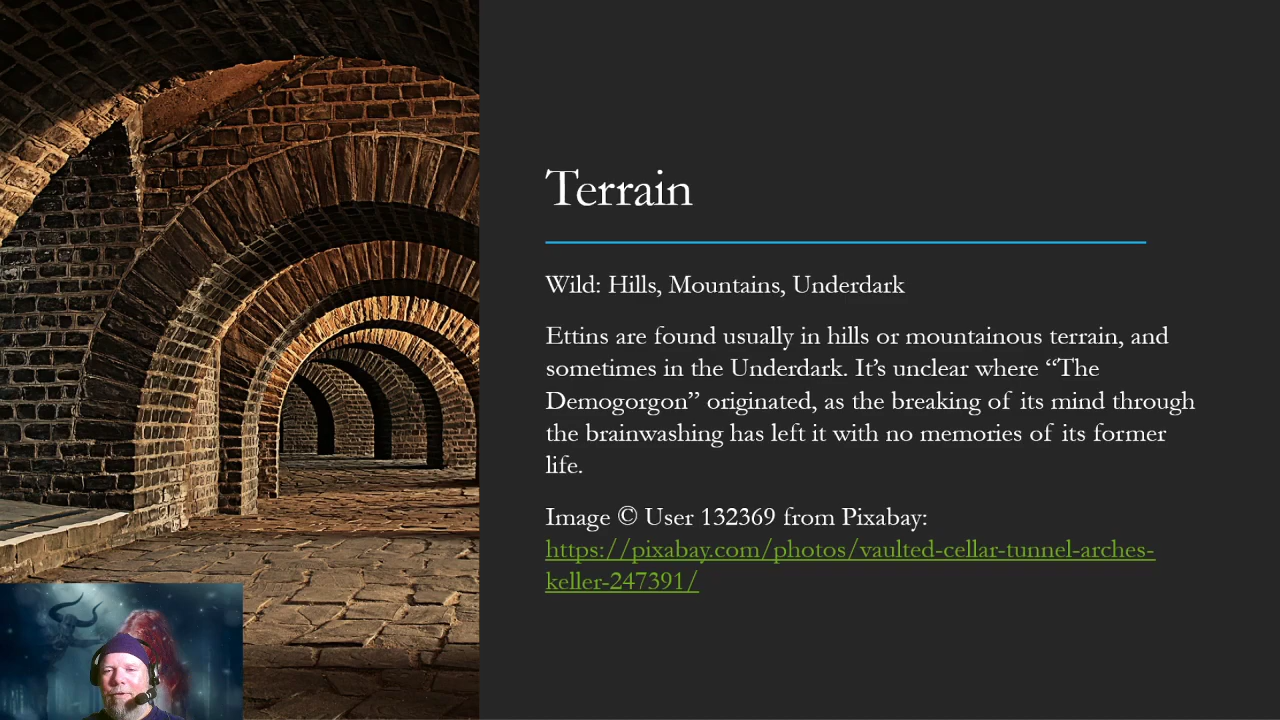 Terrain
Wild: Hills, Mountains, Underdark
Ettins are found usually in hills or mountainous terrain, and
sometimes in the Underdark. It’s unclear where “The
Demogorgon” originated, as the breaking of its mind through
the brainwashing has left it with no memories of its former
life.
Image © User 132369 from Pixabay:
https://pixabay.com/photos/vaulted-cellar-tunnel-arches-
keller-247391/